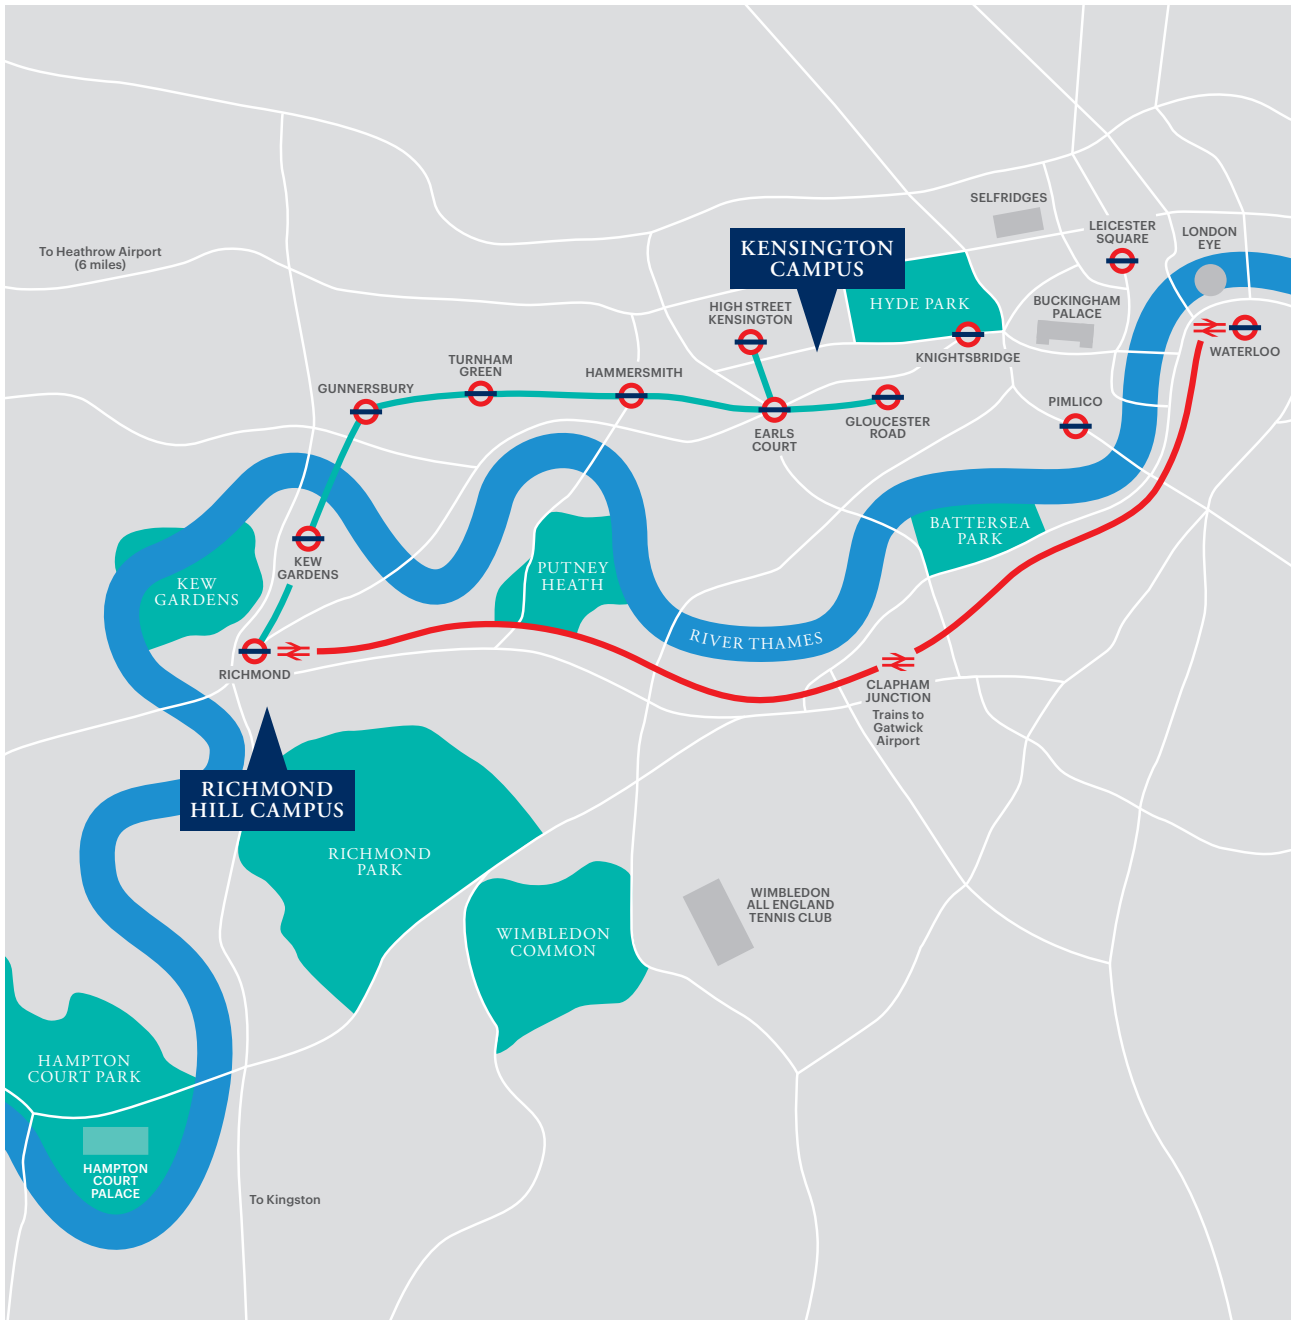 SELFRIDGES
LEICESTER
SQUARE
LONDON
EYE
To Heathrow Airport
(6 miles)
KENSINGTON
CAMPUS
HYDE PARK
HIGH STREET
KENSINGTON
BUCKINGHAM
PALACE
KNIGHTSBRIDGE
WATERLOO
TURNHAM
GREEN
HAMMERSMITH
GUNNERSBURY
PIMLICO
GLOUCESTER
ROAD
EARLS
COURT
BATTERSEA
PARK
KEW
GARDENS
PUTNEY
HEATH
KEW
GARDENS
RIVER THAMES
RICHMOND
CLAPHAM
JUNCTION
Trains to
Gatwick
Airport
RICHMOND
HILL CAMPUS
RICHMOND
PARK
WIMBLEDON
ALL ENGLAND
TENNIS CLUB
WIMBLEDON
COMMON
HAMPTON
COURT PARK
HAMPTON
COURT
PALACE
To Kingston